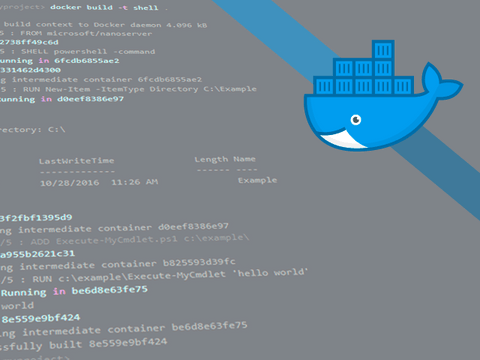 yproject> docker build -t shell .
build context to Docker daemon 4.096 kB
/5 : FROM microsoft/nanoserver
2738ff49c6d
/5 : SHELL powershell -command
unning in 6fcdb6855ae2
331462d4300
ng intermediate container 6fcdb6855ae2
/5 : RUN New-Item -ItemType Directory C:\Example
Running in d0eef8386e97
rectory: C:\
LastWriteTime Length Name
------------- ------ ----
10/28/2016 11:26 AM Example
3f2fbf1395d9
ing intermediate container d0eef8386e97
/5 : ADD Execute-MyCmdlet.ps1 c:\example\
a955b2621c31
ng intermediate container b825593d39fc
/5 : RUN c:\example\Execute-MyCmdlet 'hello world'
Running in be6d8e63fe75
world
8e559e9bf424
ing intermediate container be6d8e63fe75
ssfully built 8e559e9bf424